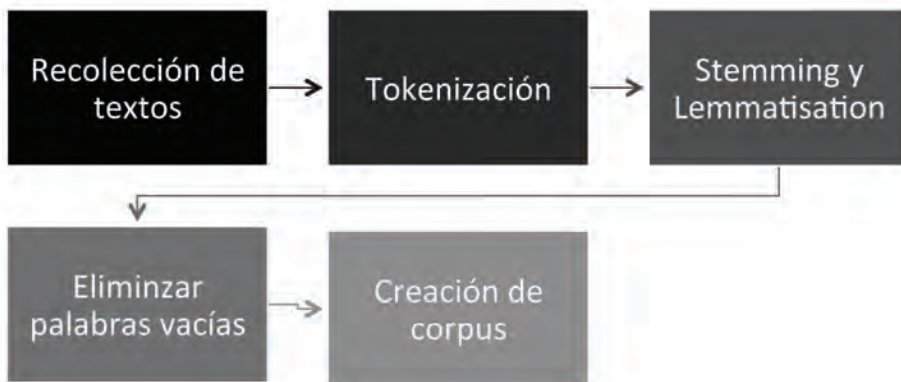 Recolección de
textos
Tokenización
Stemming y
Lemmatisation
Eliminzar
palabras vacías
Creación de
corpus